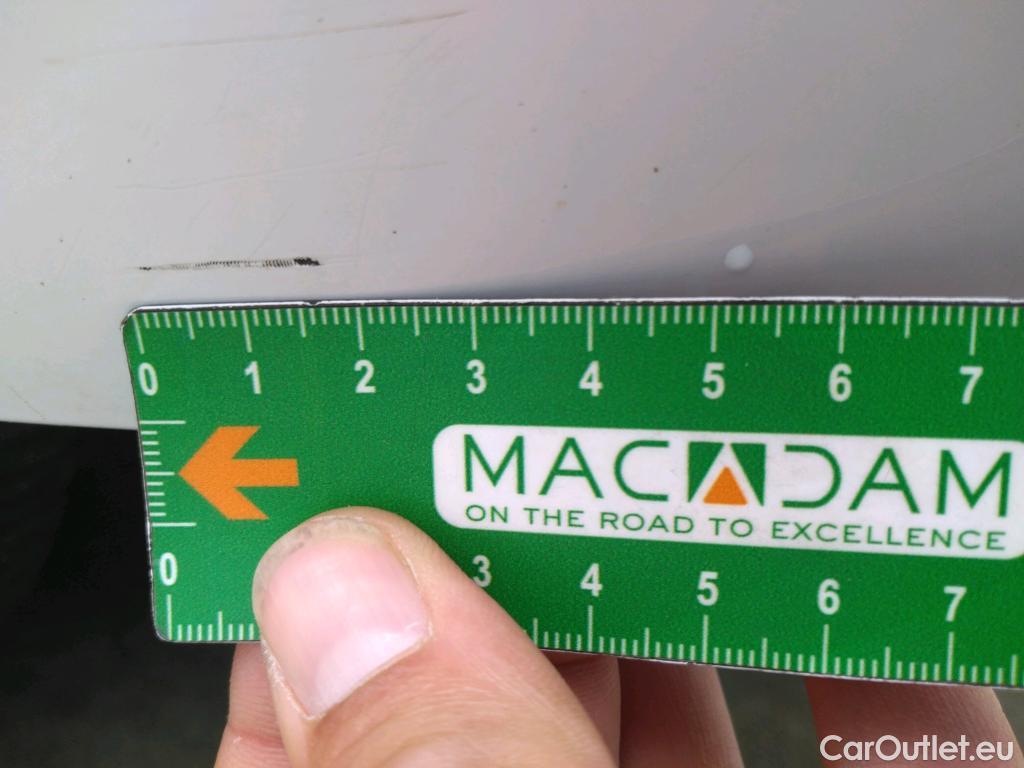 0 1 2 3 4 5 6 7
MACADAM
ON THE ROAD TO EXCELLENCE
0 3 4 5 6 7
CarOutlet.eu